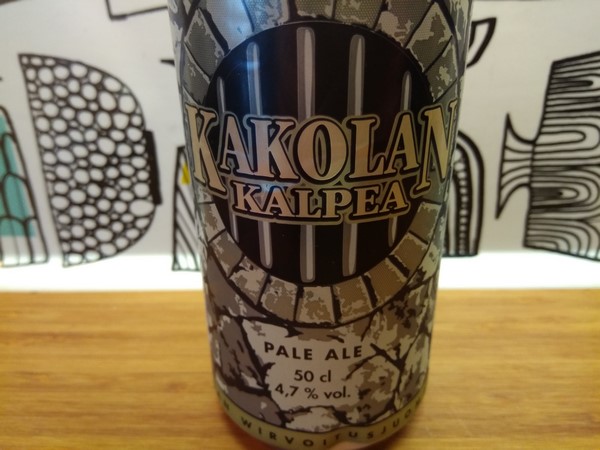 KAKOLAN
KALPEA
PALE ALE
50 cl
4,7 % vol.